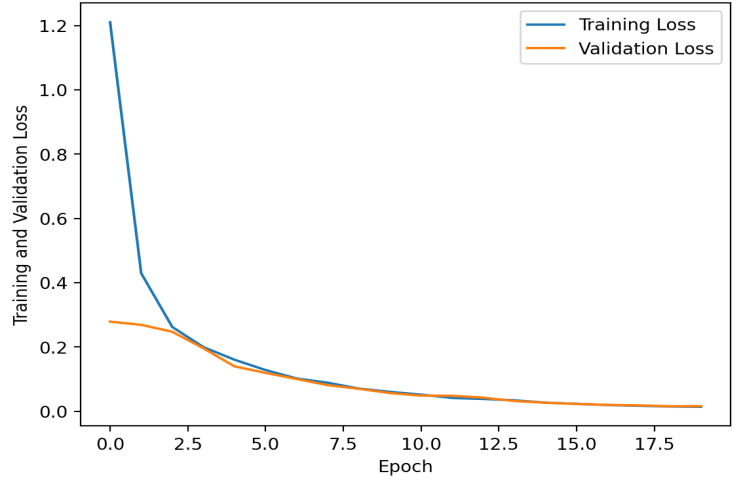 Training Loss
Validation Loss
Training and Validation Loss
1.2
1.0
0.8
0.6
0.4
0.2
0.0
0.0 2.5 5.0 7.5 10.0 12.5 15.0 17.5
Epoch